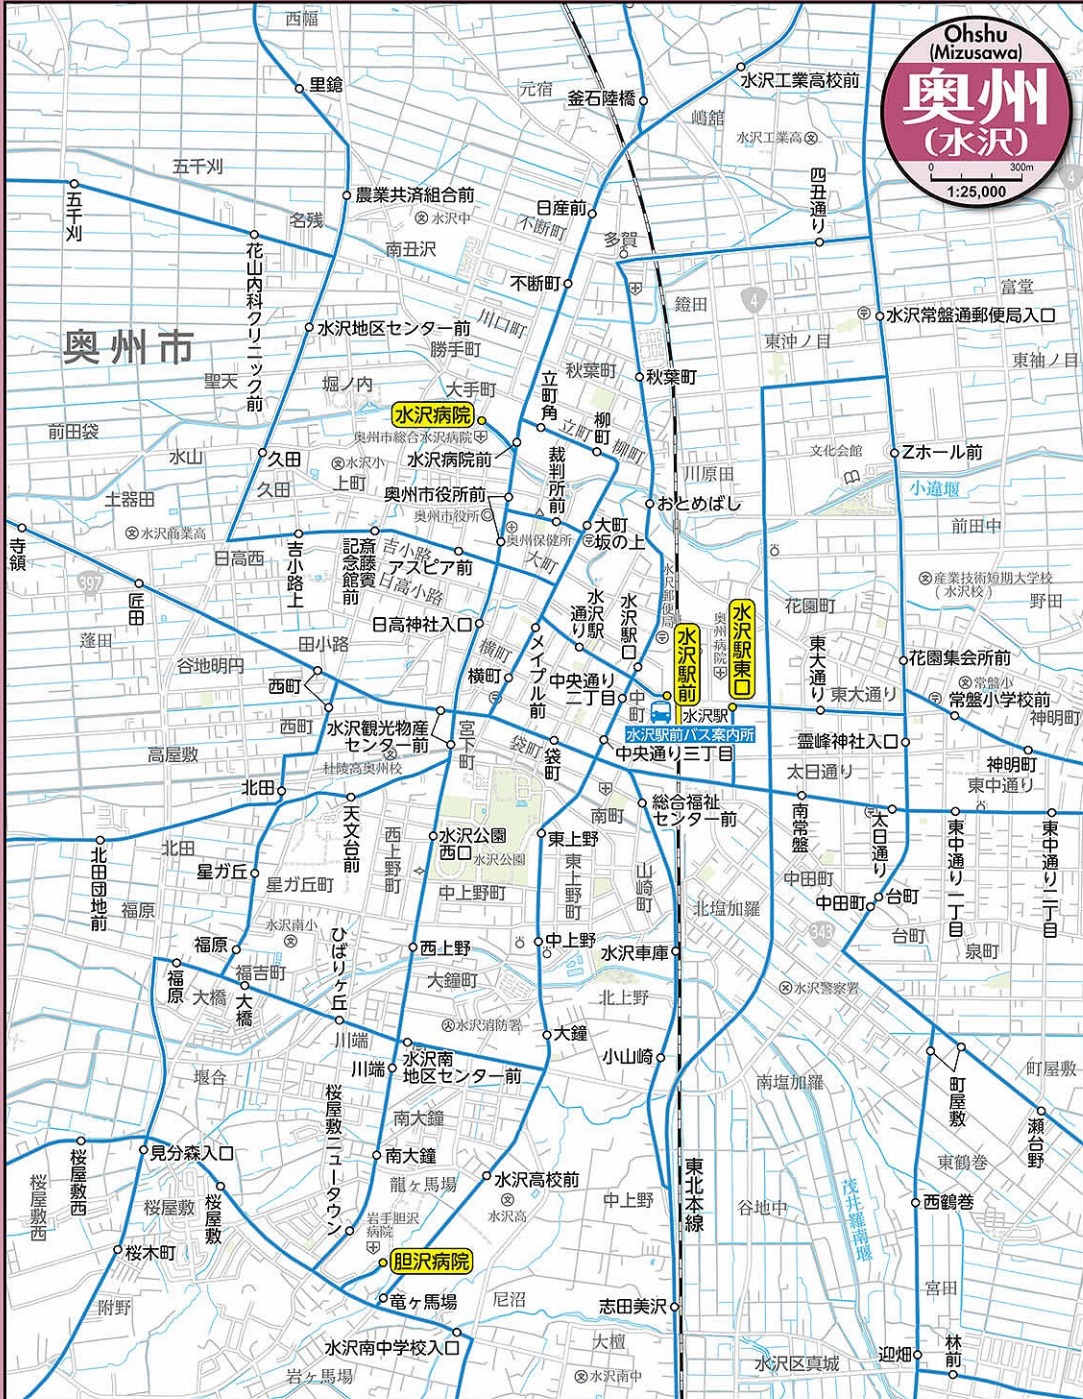 Ohshu
(Mizusawa)
奥州
(水沢)
0 300m
1:25,000
西幅
里鎗
元宿
釜石陸橋
水沢工業高校前
嶋舘
水沢工業高
五千刈
五千刈
農業共済組合前
名残
水沢中
日産前
不断町
四丑通り
4
花山内科クリニック前
南丑沢
多賀
不断町
鐙田
4
富堂
川口町
水沢常盤通郵便局入口
奥州市
水沢地区センター前
勝手町
東沖ノ目
東袖ノ目
聖天
堀ノ内
大手町
秋葉町
秋葉町
立町角
水沢病院
柳町
立町
柳町
前田袋
奥州市総合水沢病院
水山
久田
水沢小
水沢病院前
裁判所前
川原田
文化会館
Zホール前
土器田
久田
上町
奥州市役所前
おとめばし
小違堰
奥州市役所
前田中
水沢商業高
大町
坂の上
寺領
日高西
吉小路上
斎藤實
記念館前
吉小路
アスピア前
奥州保健所
大町
397
匠田
日高小路
水沢駅
通り
水沢駅口
水沢郵便局
産業技術短期大学校
(水沢校)
野田
蓬田
日高神社入口
花園町
奥州病院
水沢駅東口
水沢駅前
谷地明円
田小路
横町
メイプル前
東大通り
花園集会所前
常盤小
西町
横町
中央通り
二丁目
中町
水沢駅
東大通り
常盤小学校前
神明町
水沢観光物産
センター前
西町
宮下町
袋町
袋町
水沢駅前バス案内所
中央通り三丁目
霊峰神社入口
高屋敷
杜陵高奥州校
太日通り
神明町
東中通り
北田
天文台前
南町
総合福祉
センター前
南常盤
太日通り
東中通り一丁目
東中通り二丁目
北田団地前
北田
西上野町
水沢公園
西口
水沢公園
東上野
東上野町
山崎町
星ガ丘
星ガ丘町
中上野町
中田町
中田町
台町
福原
北塩加羅
343
台町
水沢南小
ひばりヶ丘
福原
西上野
中上野
水沢車庫
泉町
福原
福吉町
大橋
大橋
大鐘町
北上野
水沢警察署
川端
水沢消防署
大鐘
堰合
川端
水沢南
地区センター前
小山崎
南塩加羅
町屋敷
町屋敷
桜屋敷ニュータウン
南大鐘
瀬台野
見分森入口
南大鐘
東鶴巻
桜屋敷西
桜屋敷西
龍ヶ馬場
水沢高校前
東北本線
桜屋敷
桜屋敷
水沢高
中上野
谷地中
茂井羅南堰
西鶴巻
岩手胆沢
病院
桜木町
胆沢病院
宮田
附野
竜ヶ馬場
尼沼
志田美沢
水沢南中学校入口
大檀
迎畑
林前
岩ヶ馬場
水沢南中
水沢区真城